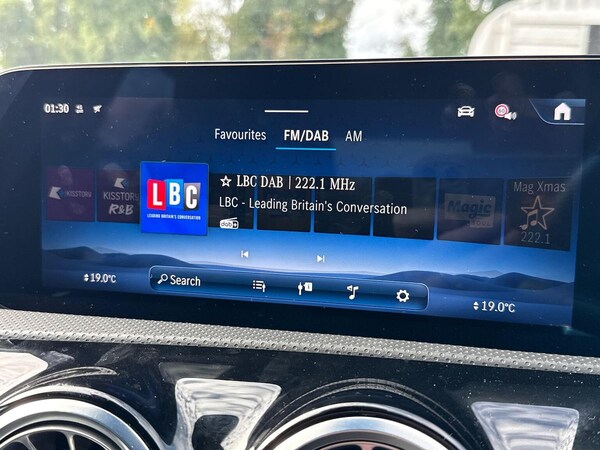 01:30
Favourites FM/DAB AM
KISSTORY
KISSTORY R&B
LBC
LEADING BRITAIN'S CONVERSATION
LBC DAB | 222.1 MHz
LBC - Leading Britain's Conversation
dab
Magic
Mag Xmas
222.1
Search
19.0°C
19.0°C